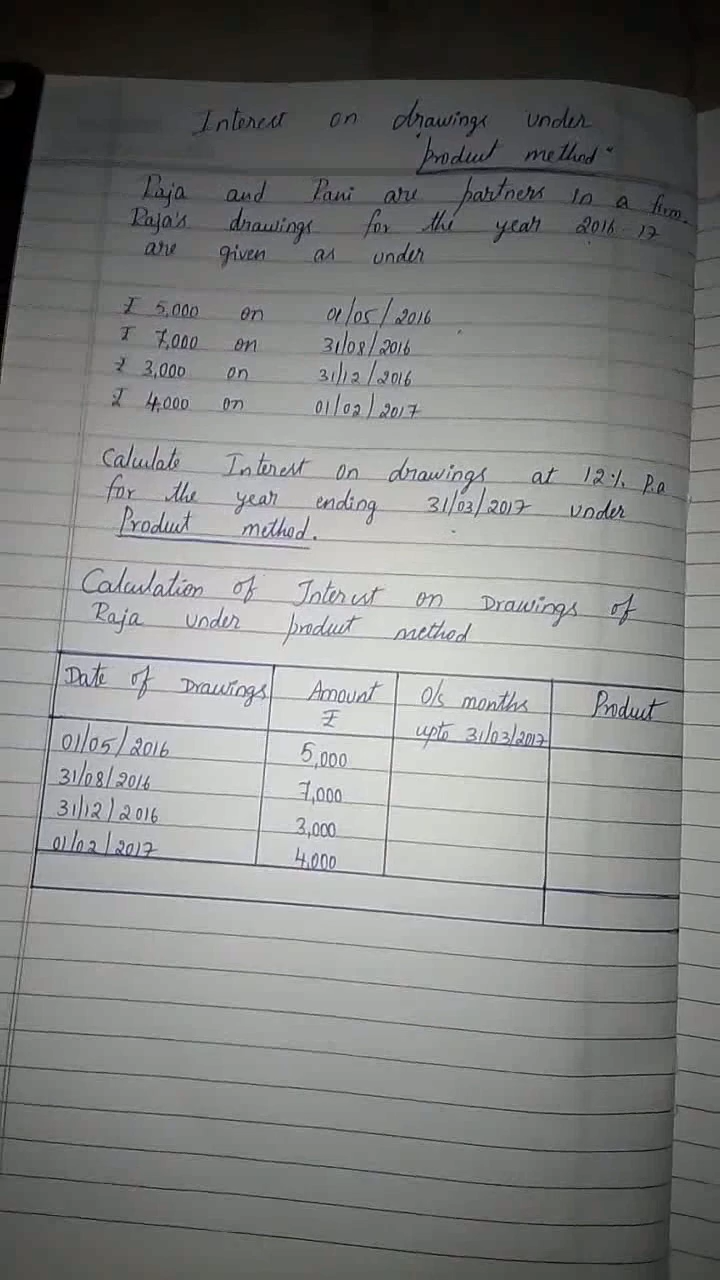 Interest on drawings under
"product method"
Raja and Rani are partners in a firm.
Raja's drawings for the year 2016-17
are given as under
₹ 5,000 on 01/05/2016
₹ 7,000 on 31/08/2016
₹ 3,000 on 31/12/2016
₹ 4,000 on 01/02/2017
Calculate Interest on drawings at 12% P.a
for the year ending 31/03/2017 under
Product method.
Calculation of Interest on Drawings of
Raja under product method
Date of Drawings Amount ₹ O/s months upto 31/03/2017 Product
01/05/2016 5,000
31/08/2016 7,000
31/12/2016 3,000
01/02/2017 4,000